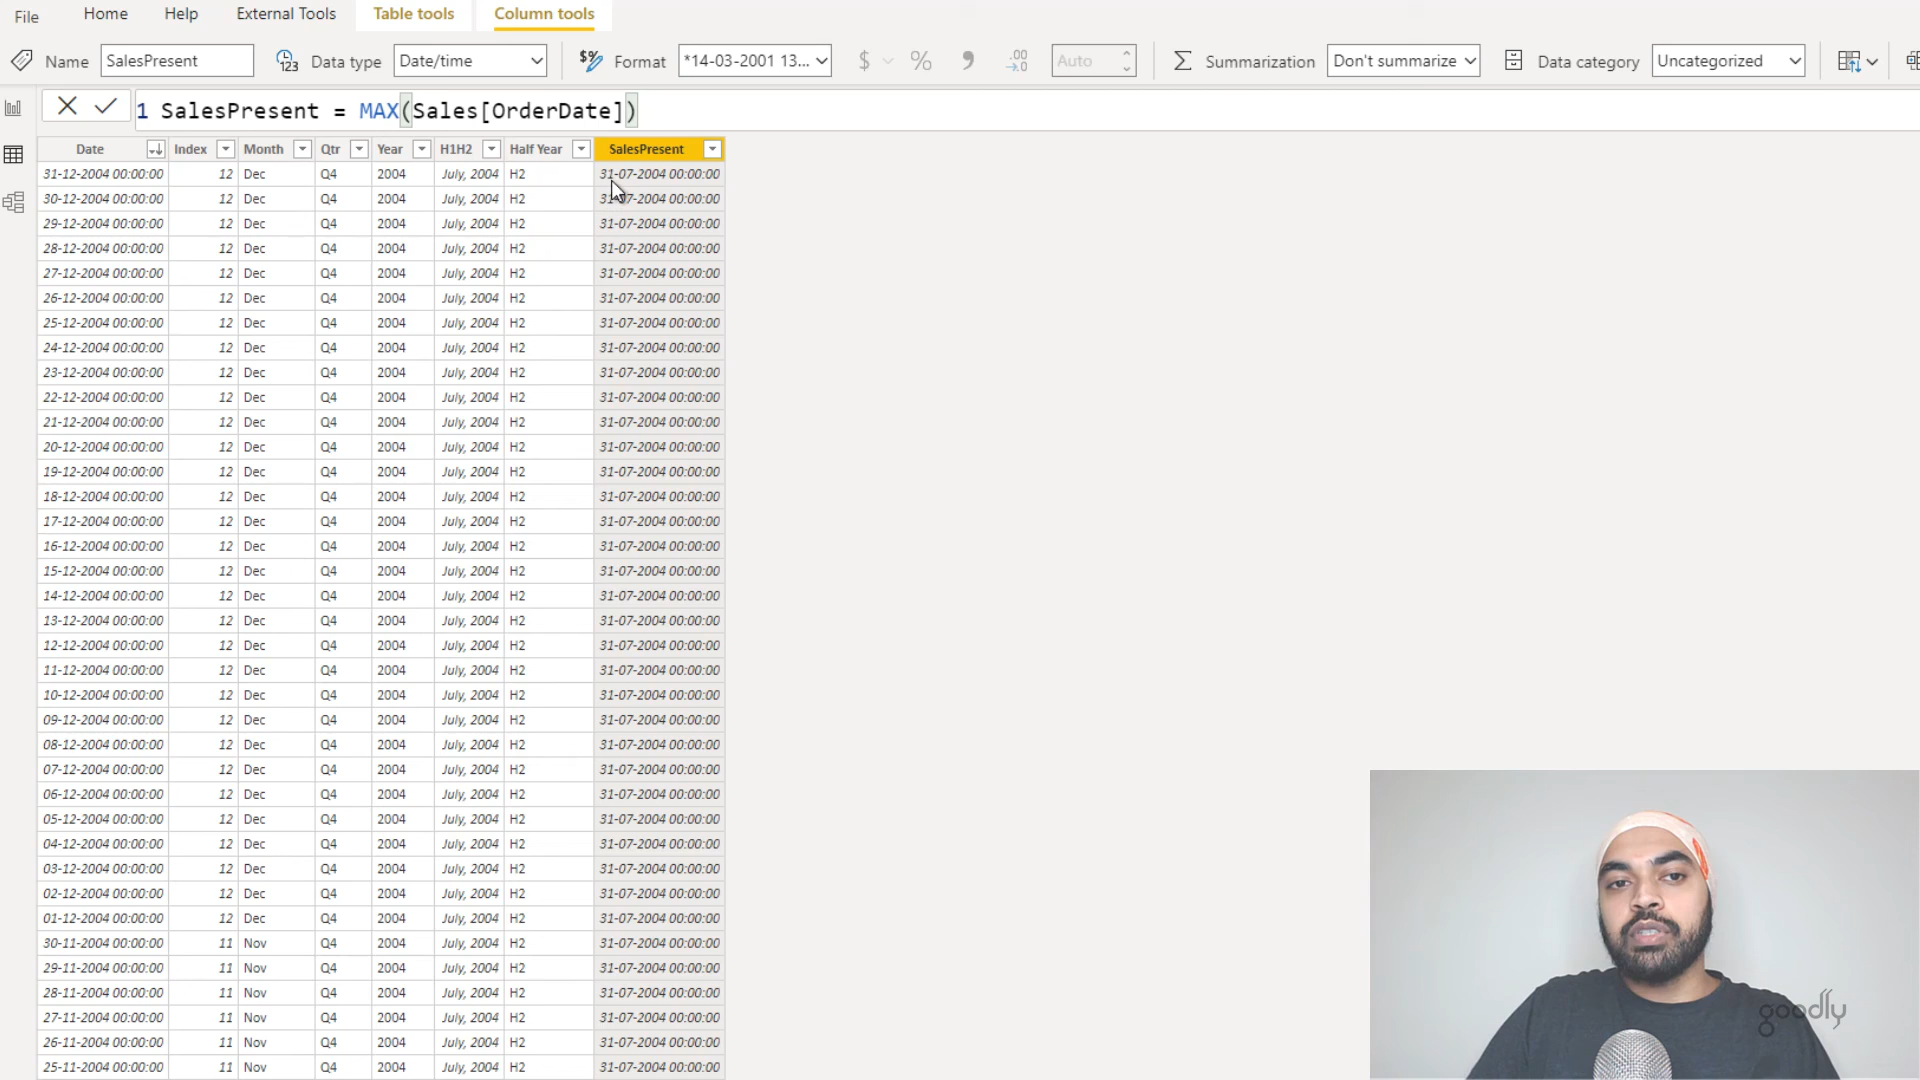 File Home Help External Tools Table tools Column tools
Name SalesPresent $% 123 Data type Date/time Format *14-03-2001 13... $ % .00 Auto Summarization Don't summarize Data category Uncategorized
1 SalesPresent = MAX(Sales[OrderDate])
Date Index Month Qtr Year H1H2 Half Year SalesPresent
31-12-2004 00:00:00 12 Dec Q4 2004 July, 2004 H2 31-07-2004 00:00:00
30-12-2004 00:00:00 12 Dec Q4 2004 July, 2004 H2 31-07-2004 00:00:00
29-12-2004 00:00:00 12 Dec Q4 2004 July, 2004 H2 31-07-2004 00:00:00
28-12-2004 00:00:00 12 Dec Q4 2004 July, 2004 H2 31-07-2004 00:00:00
27-12-2004 00:00:00 12 Dec Q4 2004 July, 2004 H2 31-07-2004 00:00:00
26-12-2004 00:00:00 12 Dec Q4 2004 July, 2004 H2 31-07-2004 00:00:00
25-12-2004 00:00:00 12 Dec Q4 2004 July, 2004 H2 31-07-2004 00:00:00
24-12-2004 00:00:00 12 Dec Q4 2004 July, 2004 H2 31-07-2004 00:00:00
23-12-2004 00:00:00 12 Dec Q4 2004 July, 2004 H2 31-07-2004 00:00:00
22-12-2004 00:00:00 12 Dec Q4 2004 July, 2004 H2 31-07-2004 00:00:00
21-12-2004 00:00:00 12 Dec Q4 2004 July, 2004 H2 31-07-2004 00:00:00
20-12-2004 00:00:00 12 Dec Q4 2004 July, 2004 H2 31-07-2004 00:00:00
19-12-2004 00:00:00 12 Dec Q4 2004 July, 2004 H2 31-07-2004 00:00:00
18-12-2004 00:00:00 12 Dec Q4 2004 July, 2004 H2 31-07-2004 00:00:00
17-12-2004 00:00:00 12 Dec Q4 2004 July, 2004 H2 31-07-2004 00:00:00
16-12-2004 00:00:00 12 Dec Q4 2004 July, 2004 H2 31-07-2004 00:00:00
15-12-2004 00:00:00 12 Dec Q4 2004 July, 2004 H2 31-07-2004 00:00:00
14-12-2004 00:00:00 12 Dec Q4 2004 July, 2004 H2 31-07-2004 00:00:00
13-12-2004 00:00:00 12 Dec Q4 2004 July, 2004 H2 31-07-2004 00:00:00
12-12-2004 00:00:00 12 Dec Q4 2004 July, 2004 H2 31-07-2004 00:00:00
11-12-2004 00:00:00 12 Dec Q4 2004 July, 2004 H2 31-07-2004 00:00:00
10-12-2004 00:00:00 12 Dec Q4 2004 July, 2004 H2 31-07-2004 00:00:00
09-12-2004 00:00:00 12 Dec Q4 2004 July, 2004 H2 31-07-2004 00:00:00
08-12-2004 00:00:00 12 Dec Q4 2004 July, 2004 H2 31-07-2004 00:00:00
07-12-2004 00:00:00 12 Dec Q4 2004 July, 2004 H2 31-07-2004 00:00:00
06-12-2004 00:00:00 12 Dec Q4 2004 July, 2004 H2 31-07-2004 00:00:00
05-12-2004 00:00:00 12 Dec Q4 2004 July, 2004 H2 31-07-2004 00:00:00
04-12-2004 00:00:00 12 Dec Q4 2004 July, 2004 H2 31-07-2004 00:00:00
03-12-2004 00:00:00 12 Dec Q4 2004 July, 2004 H2 31-07-2004 00:00:00
02-12-2004 00:00:00 12 Dec Q4 2004 July, 2004 H2 31-07-2004 00:00:00
01-12-2004 00:00:00 12 Dec Q4 2004 July, 2004 H2 31-07-2004 00:00:00
30-11-2004 00:00:00 11 Nov Q4 2004 July, 2004 H2 31-07-2004 00:00:00
29-11-2004 00:00:00 11 Nov Q4 2004 July, 2004 H2 31-07-2004 00:00:00
28-11-2004 00:00:00 11 Nov Q4 2004 July, 2004 H2 31-07-2004 00:00:00
27-11-2004 00:00:00 11 Nov Q4 2004 July, 2004 H2 31-07-2004 00:00:00
26-11-2004 00:00:00 11 Nov Q4 2004 July, 2004 H2 31-07-2004 00:00:00
25-11-2004 00:00:00 11 Nov Q4 2004 July, 2004 H2 31-07-2004 00:00:00
goodly